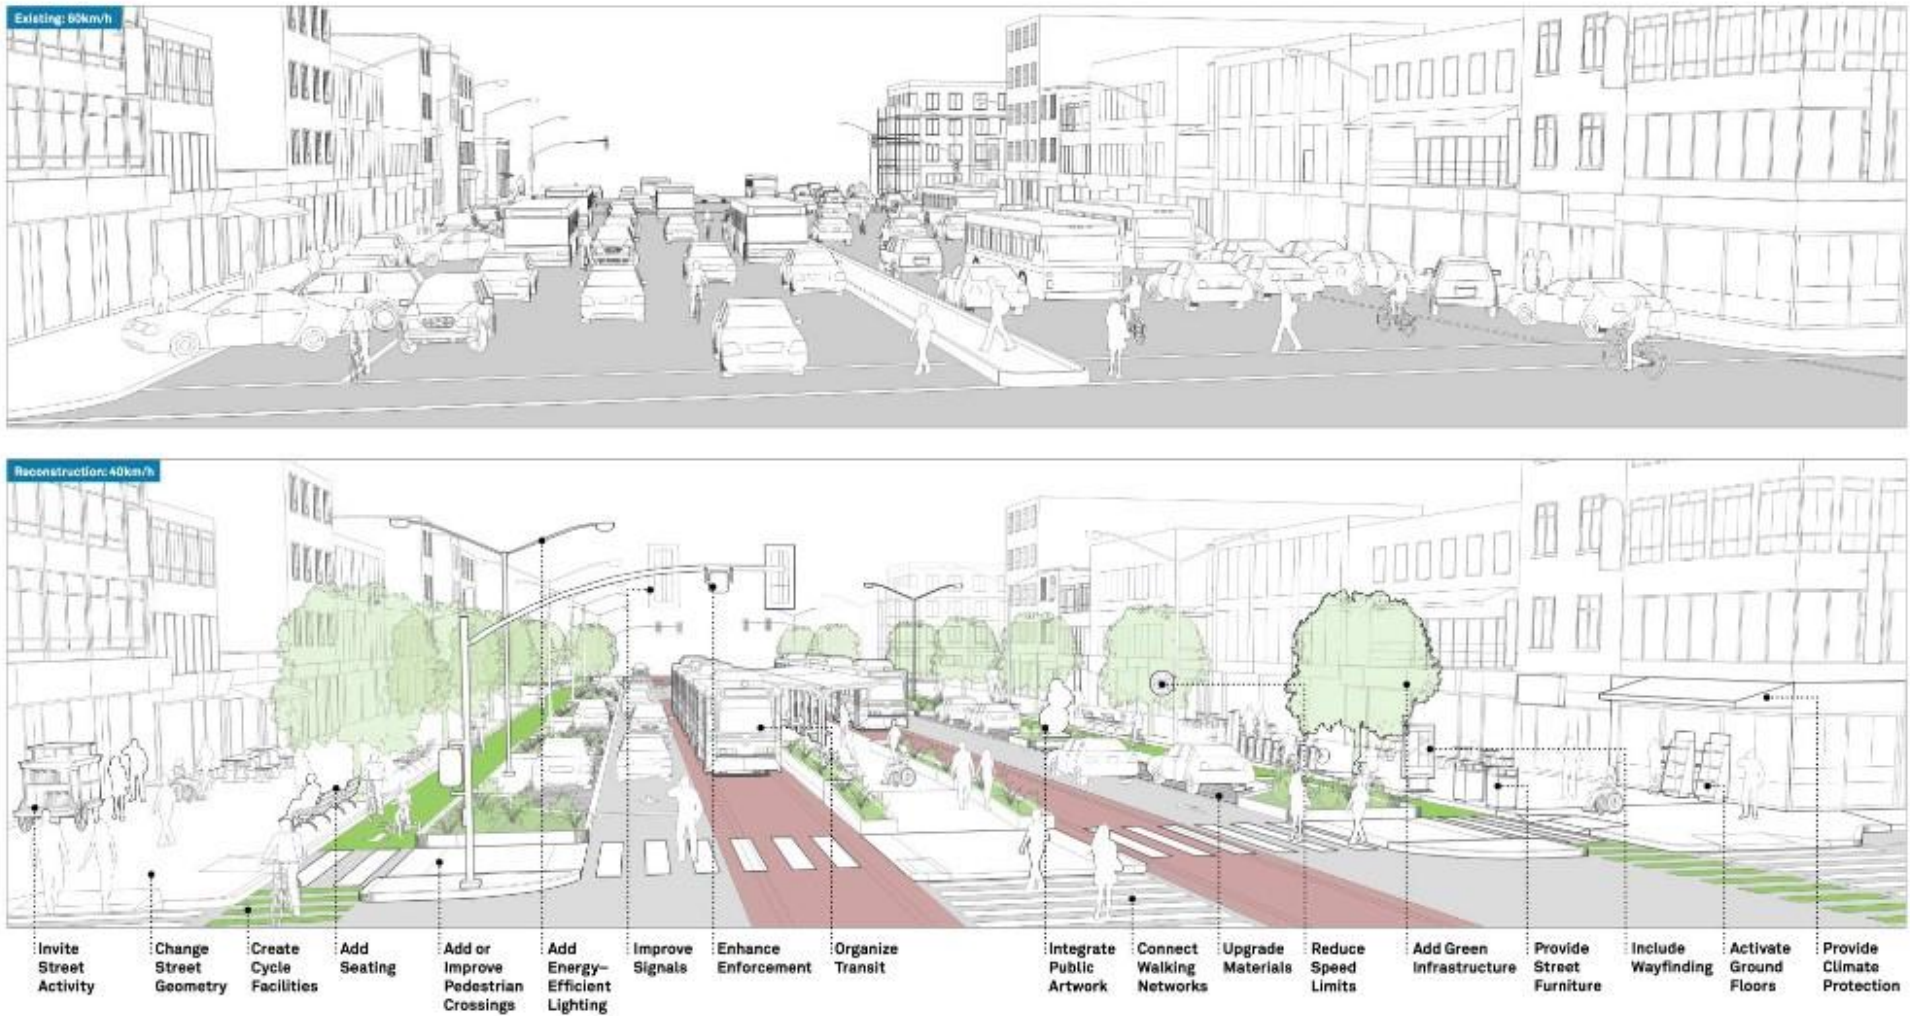 Existing: 60km/h
Reconstruction: 40km/h
Invite
Street
Activity
Change
Street
Geometry
Create
Cycle
Facilities
Add
Seating
Add or
Improve
Pedestrian
Crossings
Add
Energy–
Efficient
Lighting
Improve
Signals
Enhance
Enforcement
Organize
Transit
Integrate
Public
Artwork
Connect
Walking
Networks
Upgrade
Materials
Reduce
Speed
Limits
Add Green
Infrastructure
Provide
Street
Furniture
Include
Wayfinding
Activate
Ground
Floors
Provide
Climate
Protection